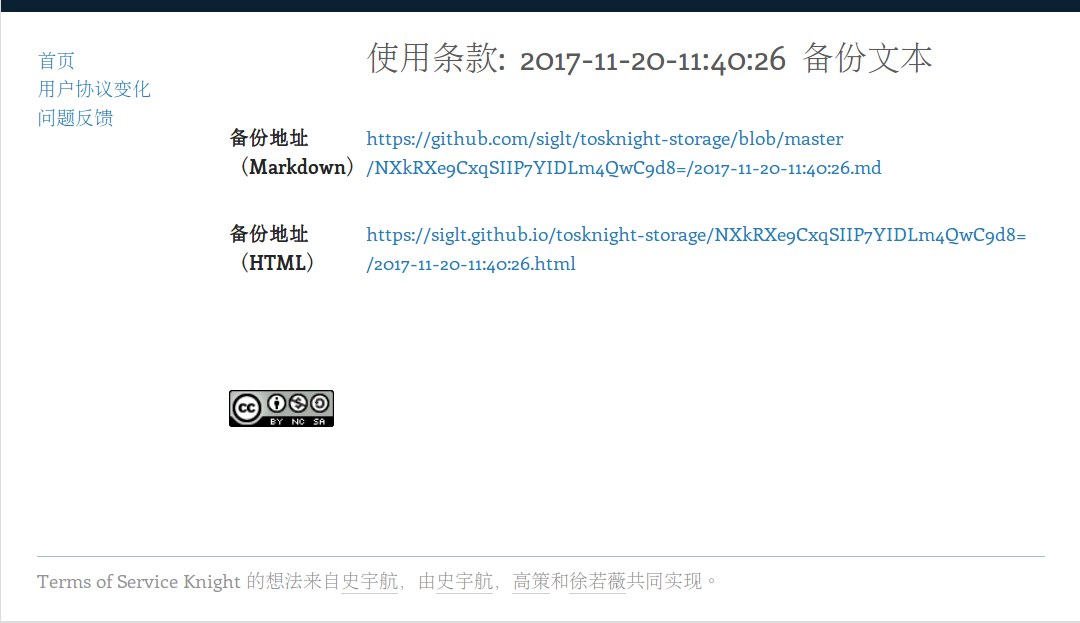 使用条款: 2017-11-20-11:40:26 备份文本
首页
用户协议变化
问题反馈
备份地址
（Markdown）
https://github.com/siglt/tosknight-storage/blob/master
/NXkRXe9CxqSIIP7YIDLm4QwC9d8=/2017-11-20-11:40:26.md
备份地址
（HTML）
https://siglt.github.io/tosknight-storage/NXkRXe9CxqSIIP7YIDLm4QwC9d8=
/2017-11-20-11:40:26.html
cc
BY NC SA
Terms of Service Knight 的想法来自史宇航，由史宇航，高策和徐若薇共同实现。